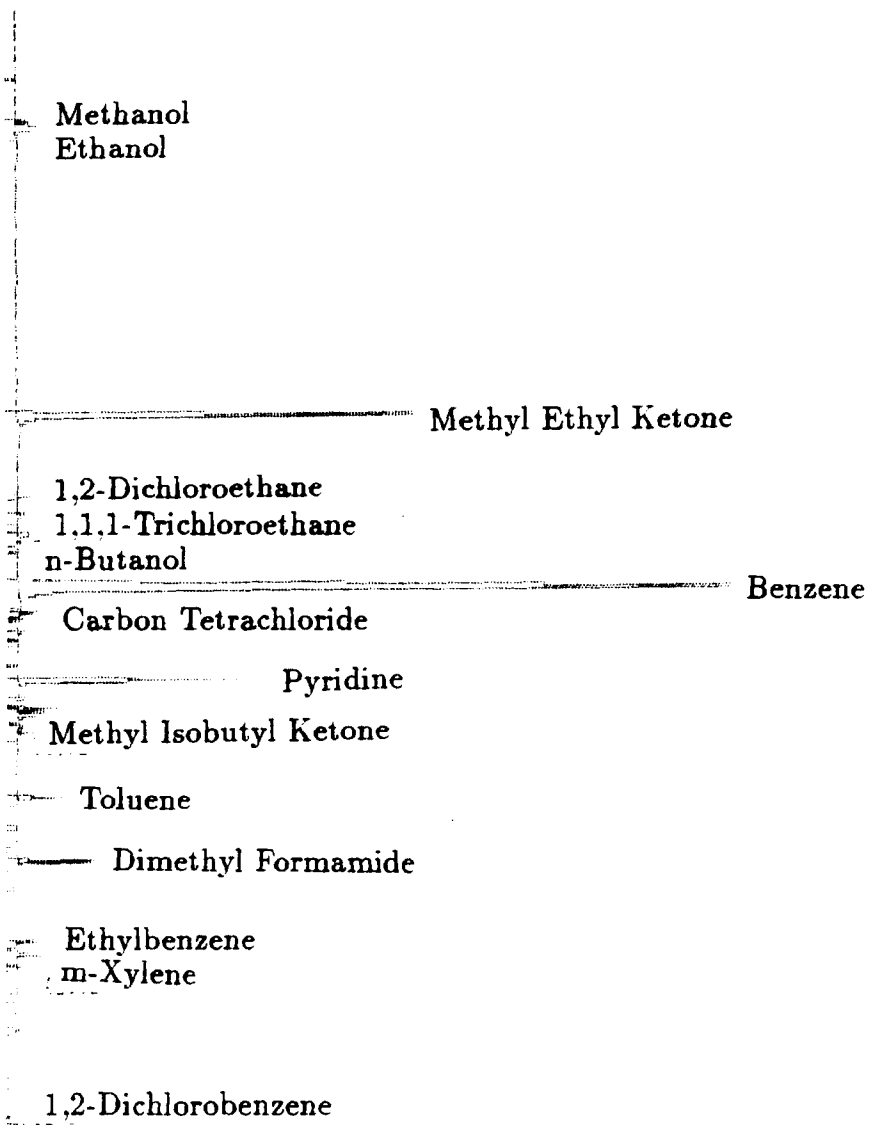 Methanol
Ethanol
Methyl Ethyl Ketone
1,2-Dichloroethane
1,1,1-Trichloroethane
n-Butanol
Benzene
Carbon Tetrachloride
Pyridine
Methyl Isobutyl Ketone
Toluene
Dimethyl Formamide
Ethylbenzene
m-Xylene
1,2-Dichlorobenzene